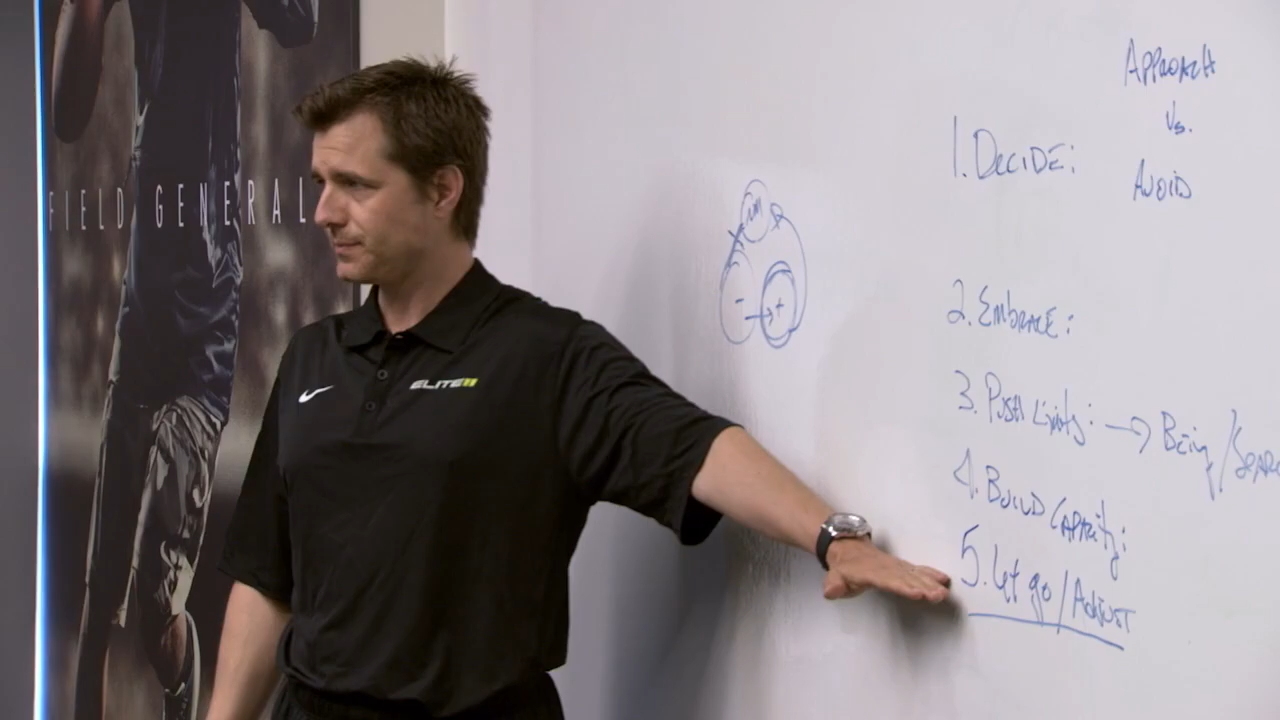 FIELD GENERAL
ELITE 11
APPROACH
Vs.
AVOID
1. DECIDE:
2. EMBRACE:
3. PUSH Limits: → Being /
4. BUILD CAPACITY:
5. Let go / ADJUST
- → +